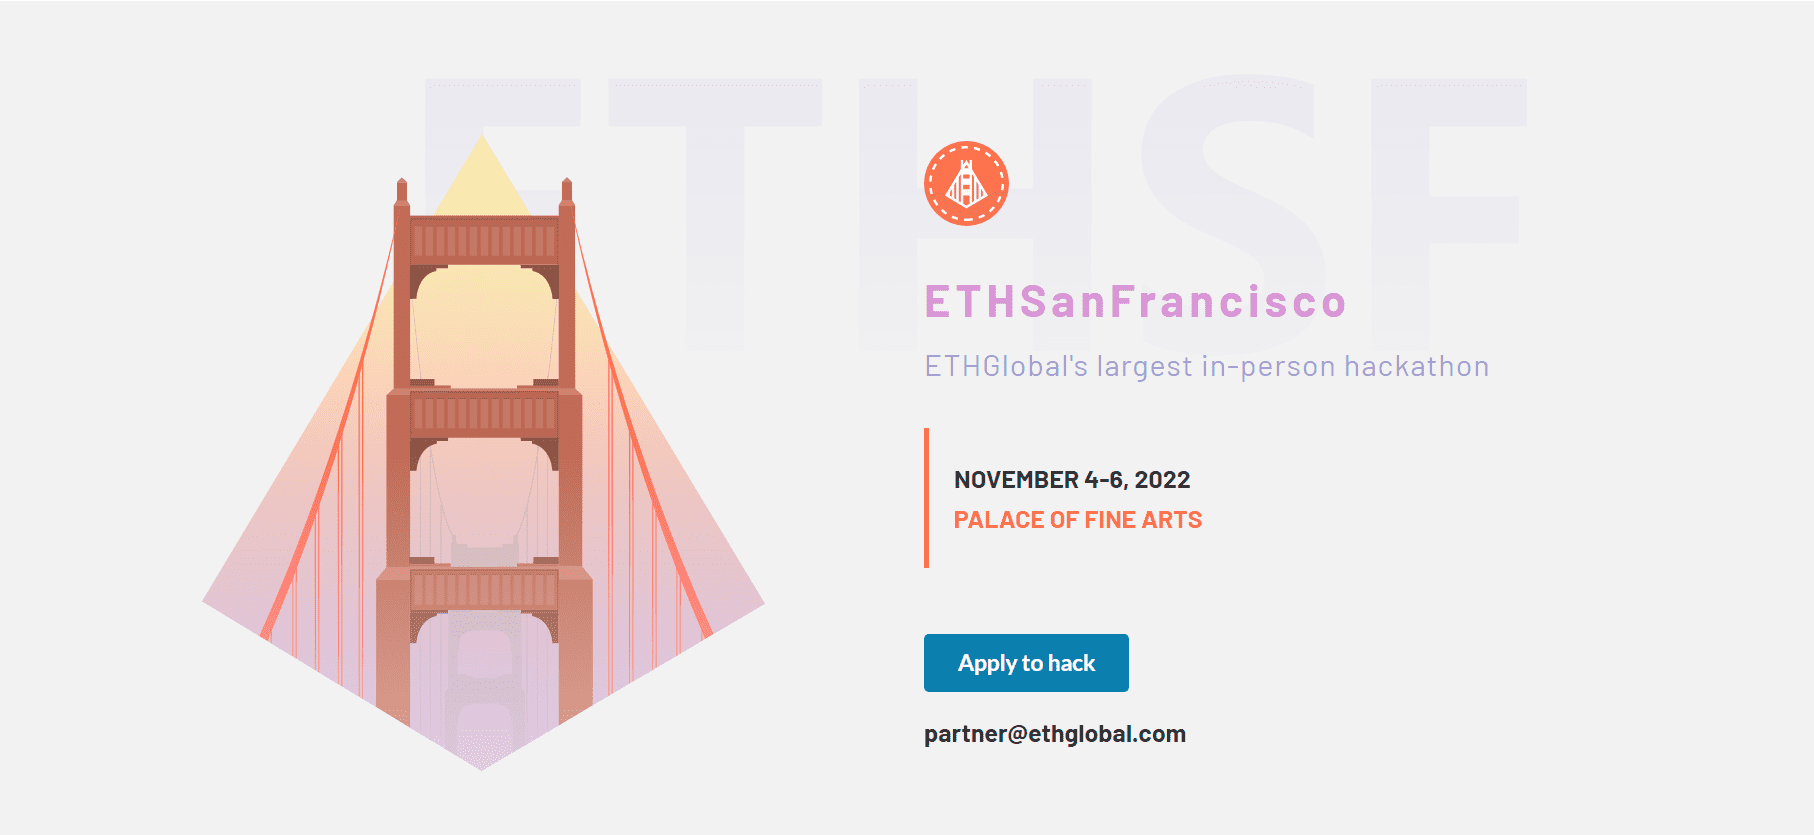 ETHSF
ETHSanFrancisco
ETHGlobal's largest in-person hackathon
NOVEMBER 4-6, 2022
PALACE OF FINE ARTS
Apply to hack
partner@ethglobal.com